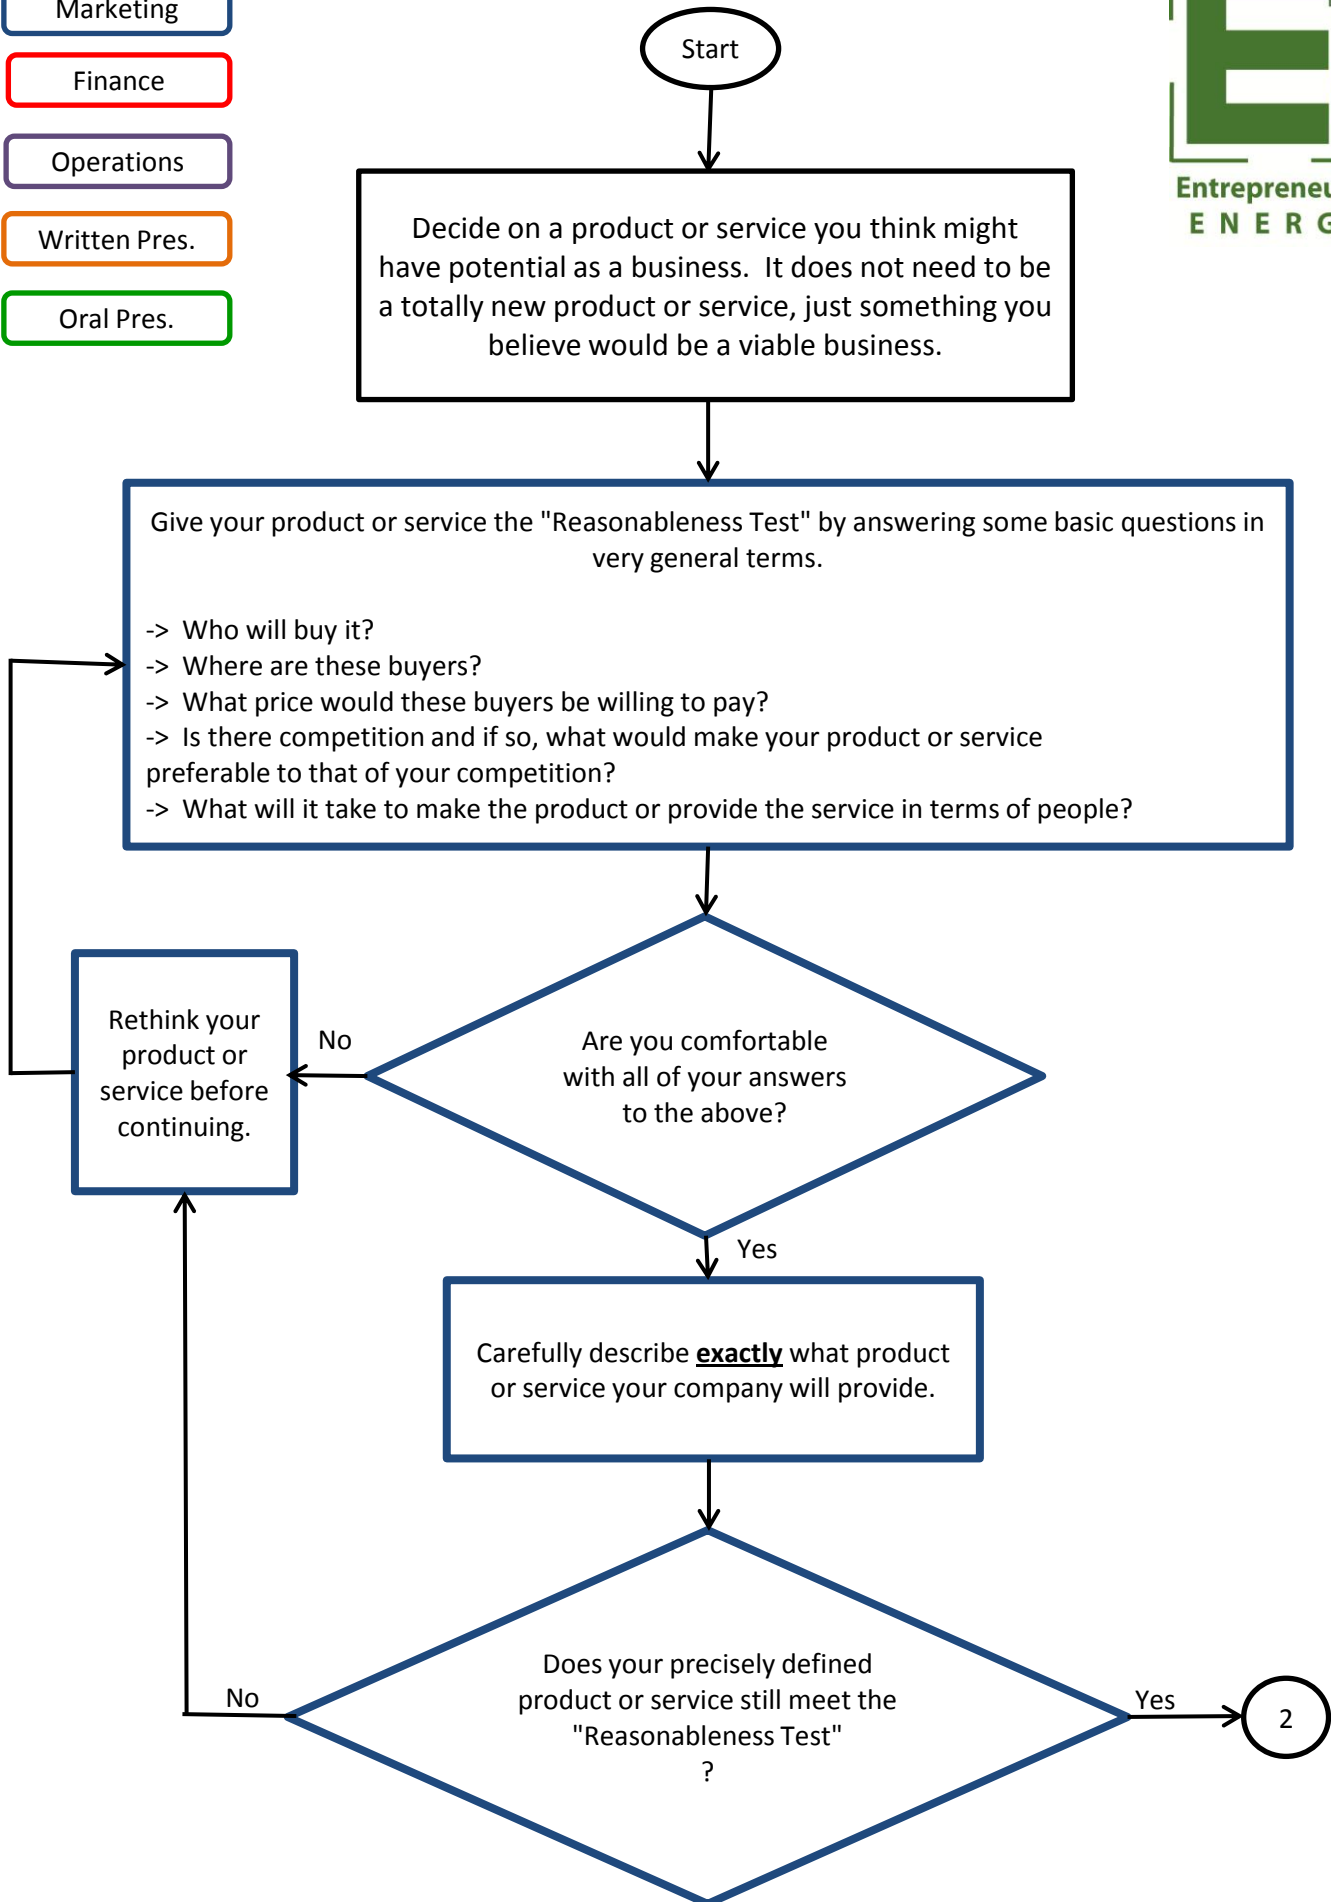 Marketing
Finance
Operations
Written Pres.
Oral Pres.
Start
E
Entrepreneu
ENERG
Decide on a product or service you think might
have potential as a business.  It does not need to be
a totally new product or service, just something you
believe would be a viable business.
Give your product or service the "Reasonableness Test" by answering some basic questions in
very general terms.
->  Who will buy it?
->  Where are these buyers?
->  What price would these buyers be willing to pay?
->  Is there competition and if so, what would make your product or service
preferable to that of your competition?
->  What will it take to make the product or provide the service in terms of people?
Rethink your
product or
service before
continuing.
No
Are you comfortable
with all of your answers
to the above?
Yes
Carefully describe exactly what product
or service your company will provide.
No
Does your precisely defined
product or service still meet the
"Reasonableness Test"
?
Yes
2